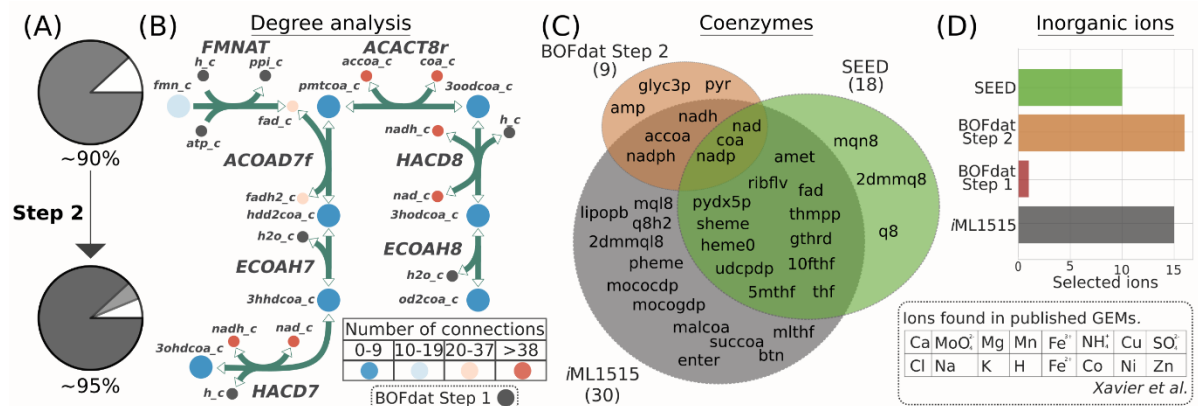 (A)
~90%
Step 2
~95%
(B)
Degree analysis
FMNAT
h_c
ppi_c
fmn_c
atp_c
fad_c
ACOAD7f
fadh2_c
hdd2coa_c
h2o_c
ECOAH7
3hhdcoa_c
nadh_c
nad_c
3ohdcoa_c
h_c
HACD7
ACACT8r
accoa_c
coa_c
pmtcoa_c
3oodcoa_c
nadh_c
h_c
HACD8
nad_c
3hodcoa_c
ECOAH8
h2o_c
od2coa_c
Number of connections
0-9 10-19 20-37 >38
BOFdat Step 1
(C)
Coenzymes
BOFdat Step 2
(9)
SEED
(18)
glyc3p
pyr
amp
nadh
accoa
nadph
nad
coa
nadp
mqn8
2dmmq8
q8
amet
ribflv
fad
pydx5p
thmpp
sheme
gthrd
heme0
10fthf
udcpdp
5mthf
thf
lipopb
mql8
q8h2
2dmmql8
pheme
mococdp
mocogdp
malcoa
succoa
mlthf
enter
btn
iML1515
(30)
(D)
Inorganic ions
SEED
BOFdat
Step 2
BOFdat
Step 1
iML1515
0 5 10 15
Selected ions
Ions found in published GEMs.
Ca MoO₄²⁻ Mg Mn Fe²⁺ NH₄⁺ Cu SO₄²⁻
Cl Na K H Co Ni Zn
Xavier et al.